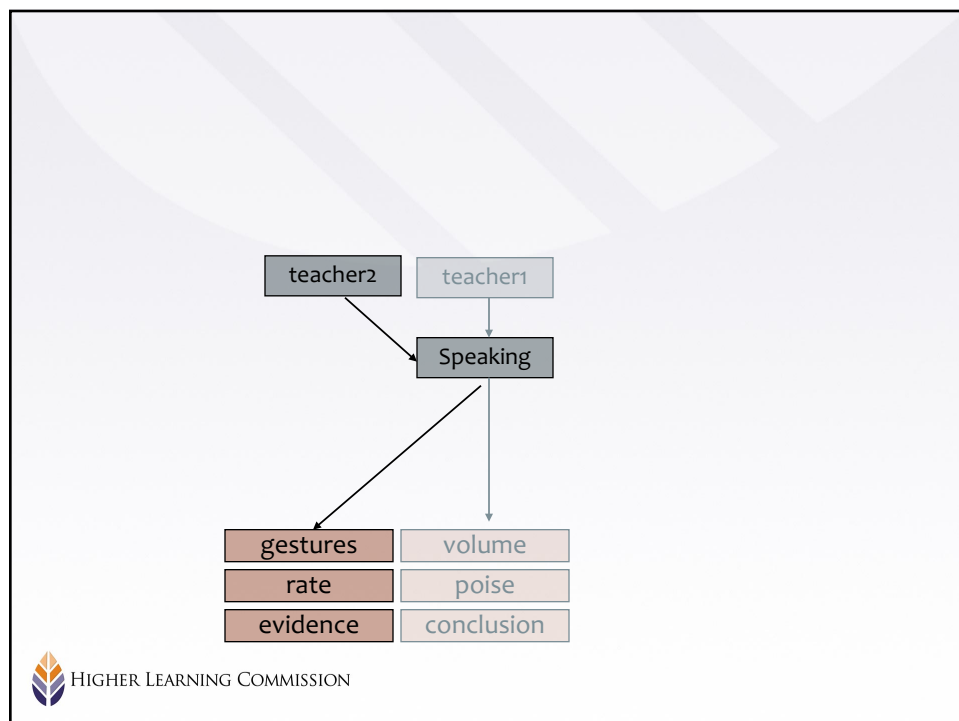 teacher2 teacher1
Speaking
gestures volume
rate poise
evidence conclusion
HIGHER LEARNING COMMISSION